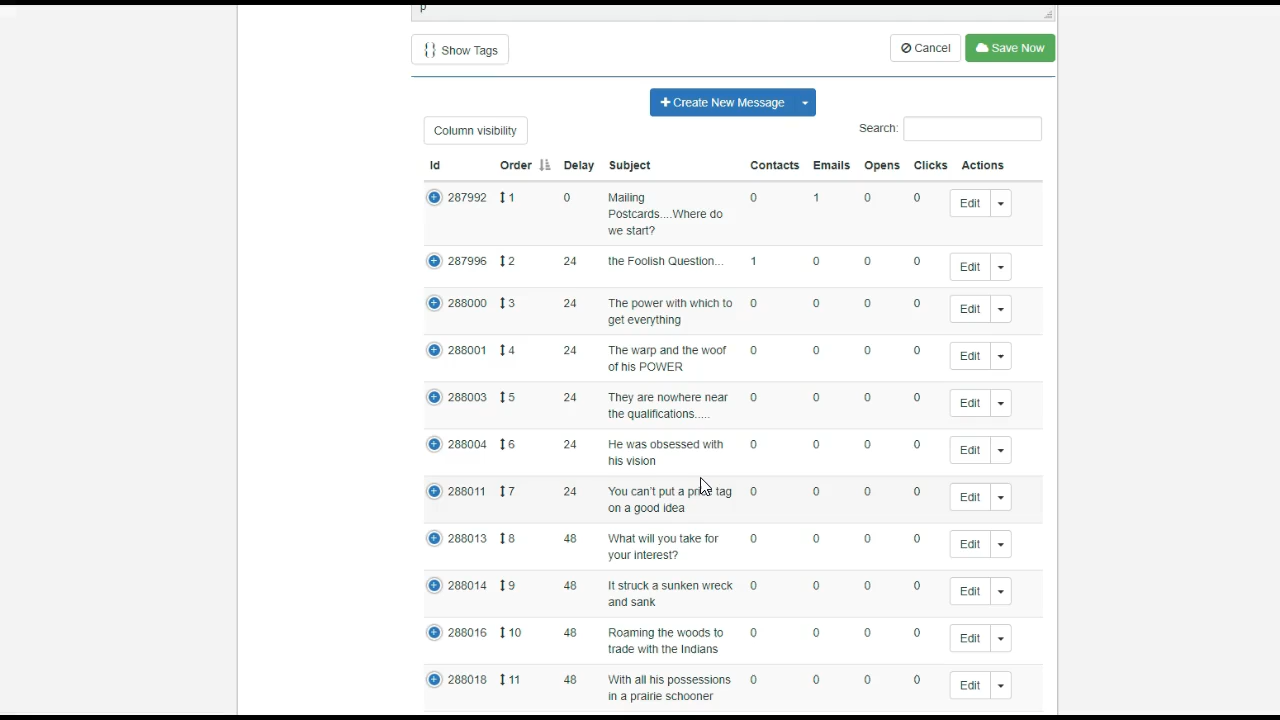 p
{} Show Tags
Cancel
Save Now
+ Create New Message
Column visibility
Search:
Id Order Delay Subject Contacts Emails Opens Clicks Actions
287992 1 0 Mailing 0 1 0 0 Edit
Postcards....Where do
we start?
287996 2 24 the Foolish Question... 1 0 0 0 Edit
288000 3 24 The power with which to 0 0 0 0 Edit
get everything
288001 4 24 The warp and the woof 0 0 0 0 Edit
of his POWER
288003 5 24 They are nowhere near 0 0 0 0 Edit
the qualifications.....
288004 6 24 He was obsessed with 0 0 0 0 Edit
his vision
288011 7 24 You can't put a price tag 0 0 0 0 Edit
on a good idea
288013 8 48 What will you take for 0 0 0 0 Edit
your interest?
288014 9 48 It struck a sunken wreck 0 0 0 0 Edit
and sank
288016 10 48 Roaming the woods to 0 0 0 0 Edit
trade with the Indians
288018 11 48 With all his possessions 0 0 0 0 Edit
in a prairie schooner